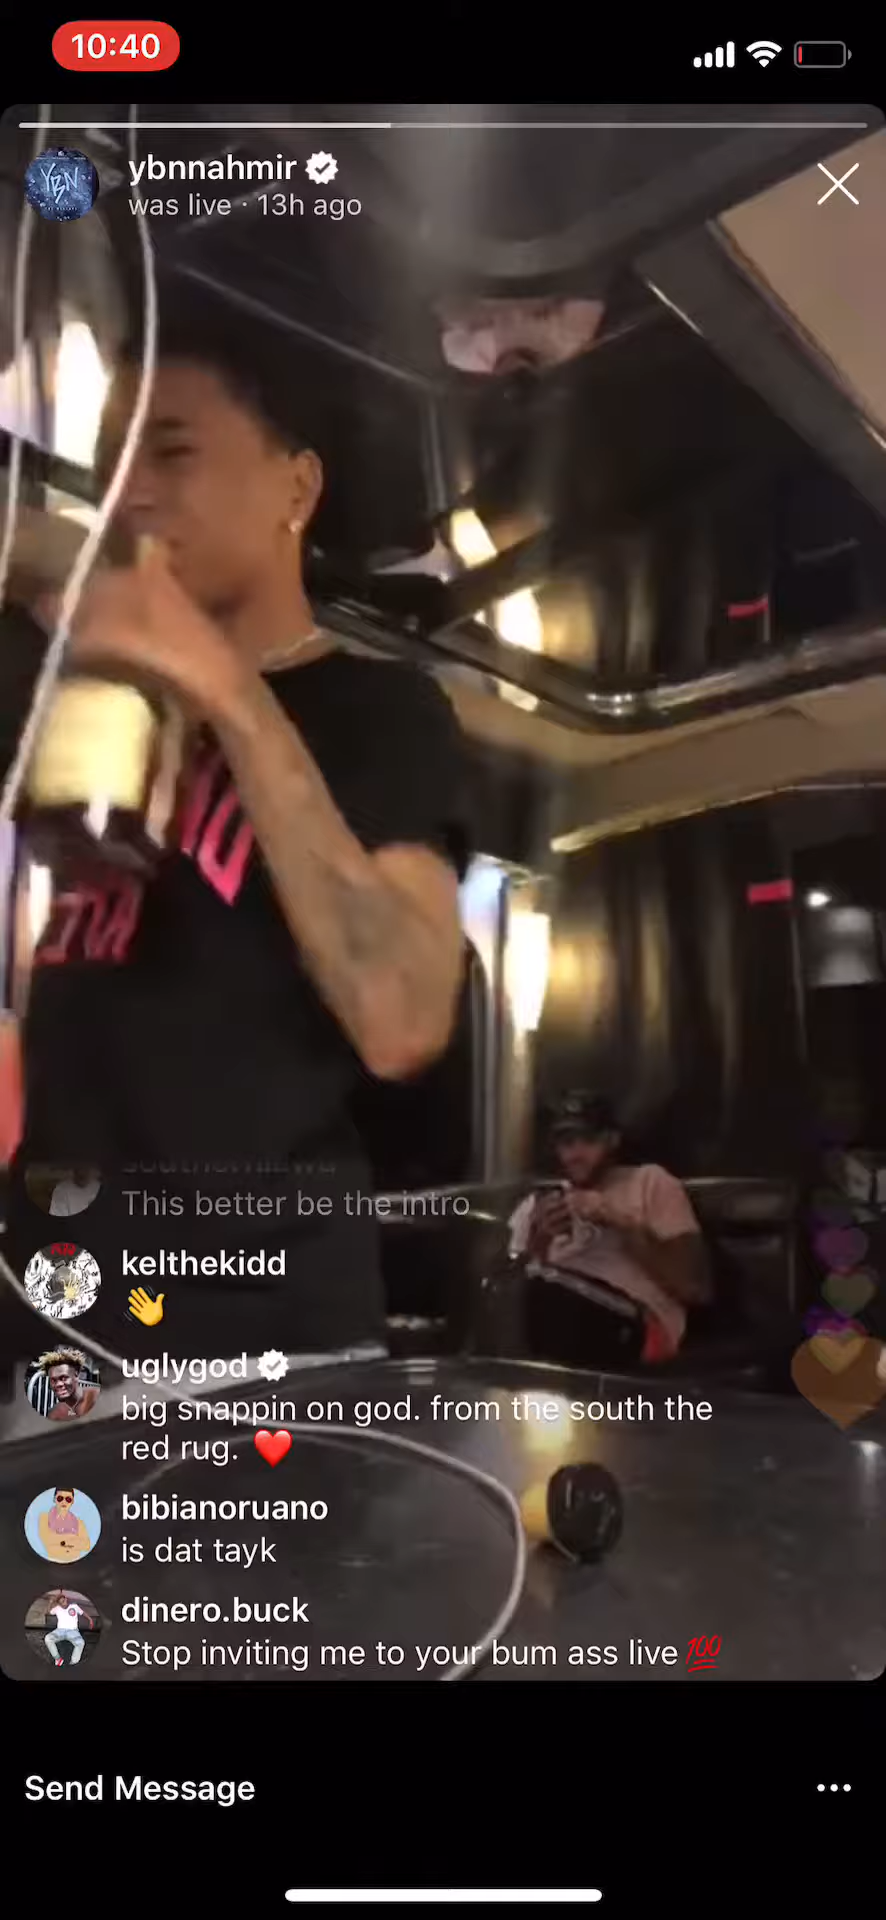 10:40
YBN
ybnnahmir
was live · 13h ago
This better be the intro
kelthekidd
👋
uglygod
big snappin on god. from the south the
red rug. ❤️
bibianoruano
is dat tayk
dinero.buck
Stop inviting me to your bum ass live 💯
Send Message